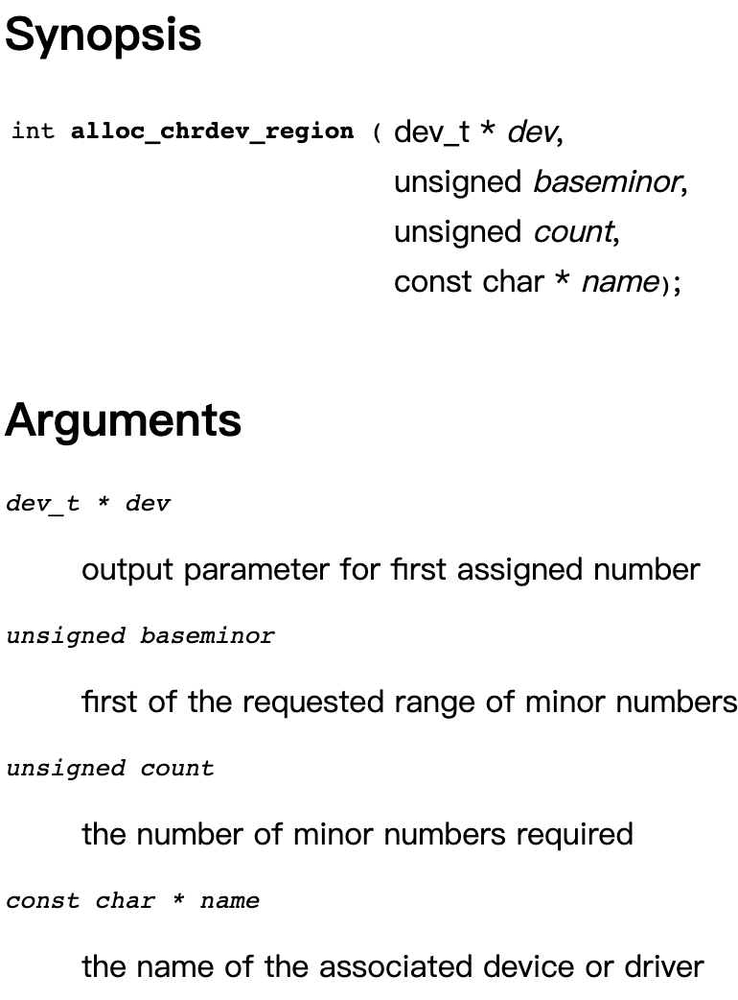 Synopsis
int alloc_chrdev_region ( dev_t * dev,
unsigned baseminor,
unsigned count,
const char * name);
Arguments
dev_t * dev
output parameter for first assigned number
unsigned baseminor
first of the requested range of minor numbers
unsigned count
the number of minor numbers required
const char * name
the name of the associated device or driver